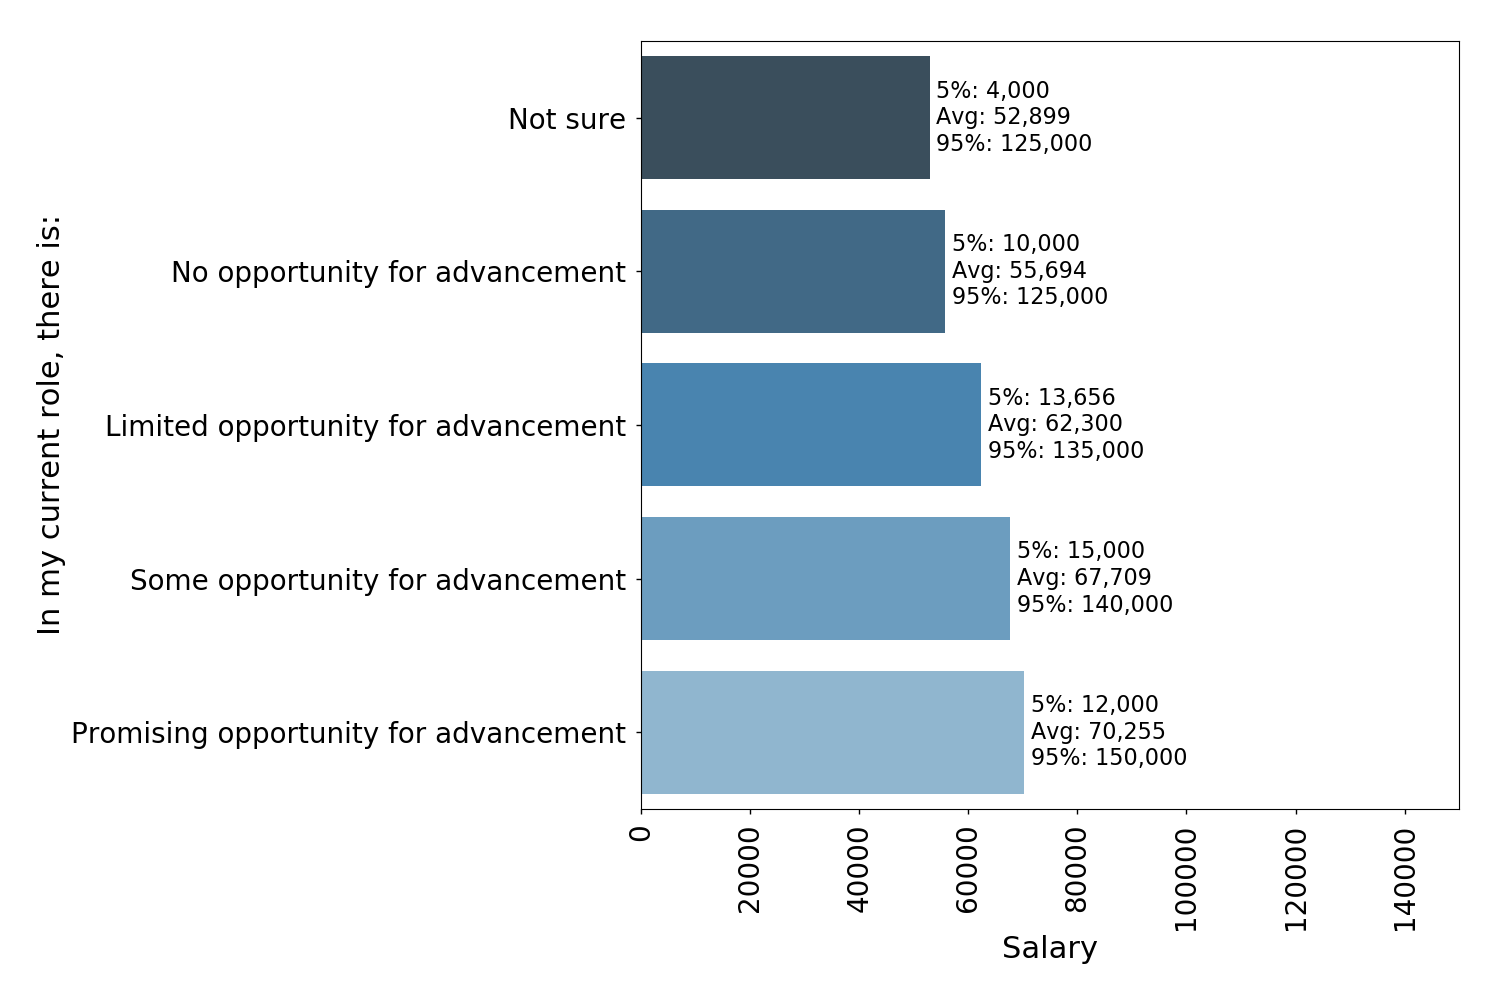 In my current role, there is:
Not sure
5%: 4,000
Avg: 52,899
95%: 125,000
No opportunity for advancement
5%: 10,000
Avg: 55,694
95%: 125,000
Limited opportunity for advancement
5%: 13,656
Avg: 62,300
95%: 135,000
Some opportunity for advancement
5%: 15,000
Avg: 67,709
95%: 140,000
Promising opportunity for advancement
5%: 12,000
Avg: 70,255
95%: 150,000
0
20000
40000
60000
80000
100000
120000
140000
Salary